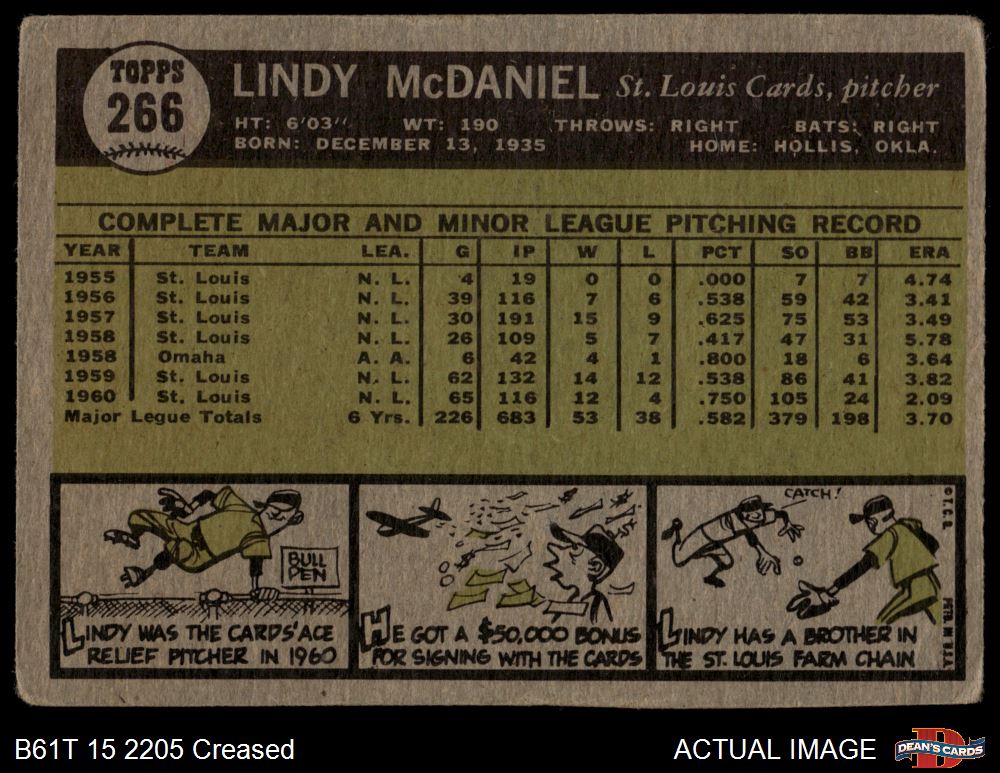 TOPPS
266
LINDY McDANIEL St. Louis Cards, pitcher
HT: 6'03" WT: 190 THROWS: RIGHT BATS: RIGHT
BORN: DECEMBER 13, 1935 HOME: HOLLIS, OKLA.
COMPLETE MAJOR AND MINOR LEAGUE PITCHING RECORD
YEAR TEAM LEA. G IP W L PCT SO BB ERA
1955 St. Louis N. L. 4 19 0 0 .000 7 7 4.74
1956 St. Louis N. L. 39 116 7 6 .538 59 42 3.41
1957 St. Louis N. L. 30 191 15 9 .625 75 53 3.49
1958 St. Louis N. L. 26 109 5 7 .417 47 31 5.78
1958 Omaha A. A. 6 42 4 1 .800 18 6 3.64
1959 St. Louis N. L. 62 132 14 12 .538 86 41 3.82
1960 St. Louis N. L. 65 116 12 4 .750 105 24 2.09
Major Legue Totals 6 Yrs. 226 683 53 38 .582 379 198 3.70
BULL
PEN
LINDY WAS THE CARDS' ACE
RELIEF PITCHER IN 1960
HE GOT A $50,000 BONUS
FOR SIGNING WITH THE CARDS
CATCH!
LINDY HAS A BROTHER IN
THE ST. LOUIS FARM CHAIN
© T.C.G.
PRTD. IN U.S.A.
B61T 15 2205 Creased
ACTUAL IMAGE
DEAN'S CARDS